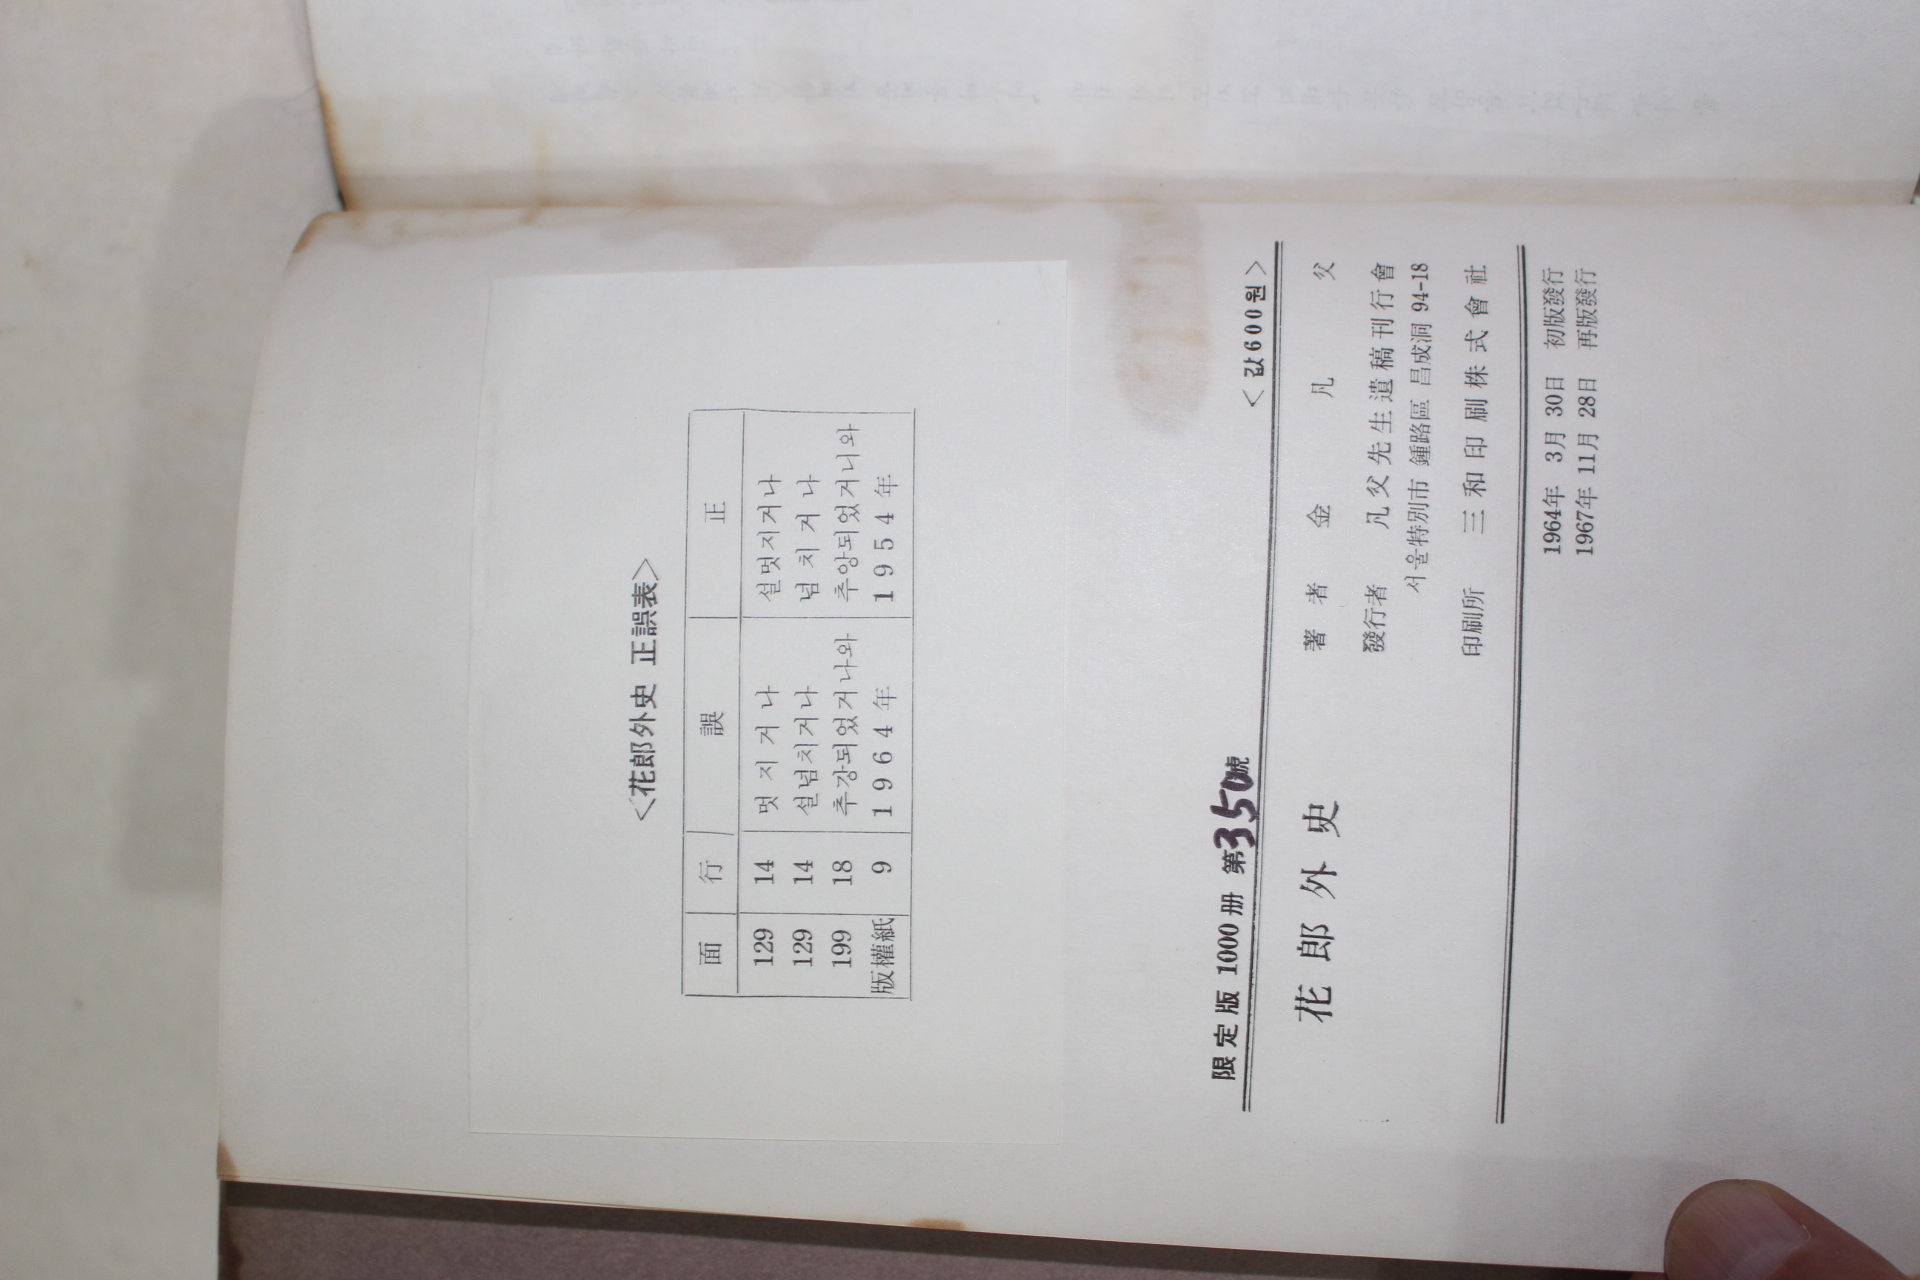 <花郎外史 正誤表>
面 行 誤 正
129 14 멋지거나 설멋지거나
129 14 설넘치거나 넘치거나
199 18 추강되었거나와 추앙되었거니와
版權紙 9 1964年 1954年
<값600원>
限定版 1000册 第350號
花郎外史
著者 金凡父
發行者 凡父先生遺稿刊行會
서울特別市 鍾路區 昌成洞 94-18
印刷所 三和印刷株式會社
1964年 3月 30日 初版發行
1967年 11月 28日 再版發行